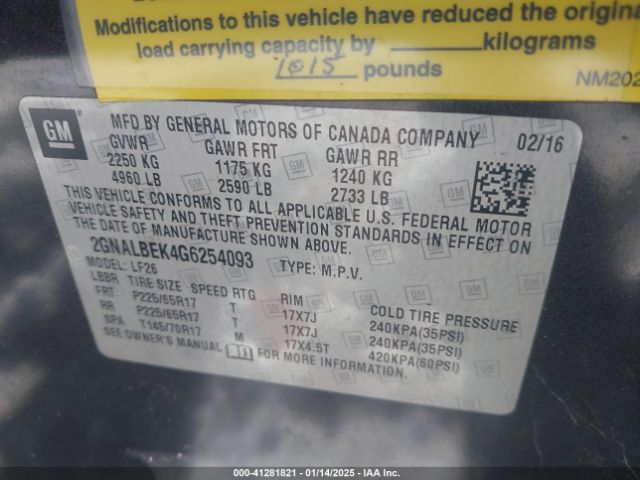 Modifications to this vehicle have reduced the origina
load carrying capacity by ______ kilograms
1015 pounds
NM202
GM
MFD BY GENERAL MOTORS OF CANADA COMPANY 02/16
GVWR GAWR FRT GAWR RR
2250 KG 1175 KG 1240 KG
4960 LB 2590 LB 2733 LB
THIS VEHICLE CONFORMS TO ALL APPLICABLE U.S. FEDERAL MOTOR
VEHICLE SAFETY AND THEFT PREVENTION STANDARDS IN EFFECT ON
THE DATE OF MANUFACTURE SHOWN ABOVE.
2GNALBEK4G6254093 TYPE: M.P.V.
MODEL: LF26
LBBR TIRE SIZE SPEED RTG RIM COLD TIRE PRESSURE
FRT P225/65R17 T 17X7J 240KPA(35PSI)
RR P225/65R17 T 17X7J 240KPA(35PSI)
SPA T145/70R17 M 17X4.5T 420KPA(60PSI)
SEE OWNER'S MANUAL FOR MORE INFORMATION.
000-41281821 - 01/14/2025 - IAA Inc.